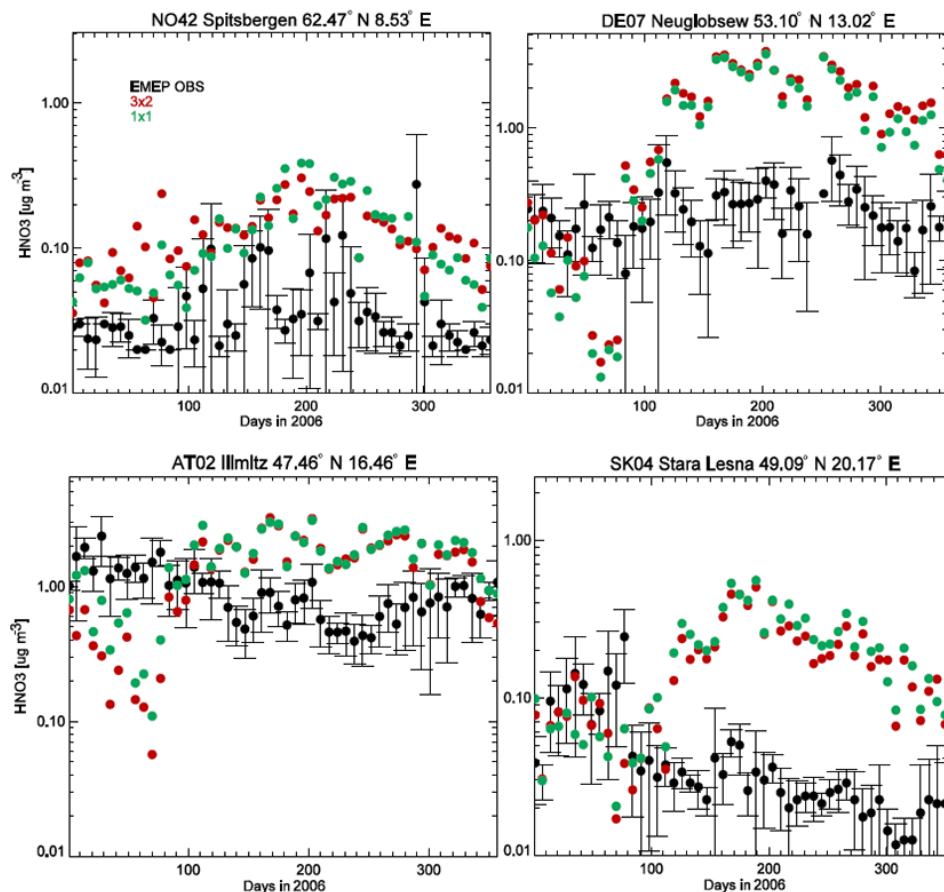 NO42 Spitsbergen 62.47° N 8.53° E
EMEP OBS
3x2
1x1
HNO3 [ug m-3]
1.00
0.10
0.01
100
200
300
Days in 2006
DE07 Neuglobsew 53.10° N 13.02° E
1.00
0.10
0.01
100
200
300
Days in 2006
AT02 Illmitz 47.46° N 16.46° E
HNO3 [ug m-3]
1.00
0.10
0.01
100
200
300
Days in 2006
SK04 Stara Lesna 49.09° N 20.17° E
1.00
0.10
0.01
100
200
300
Days in 2006